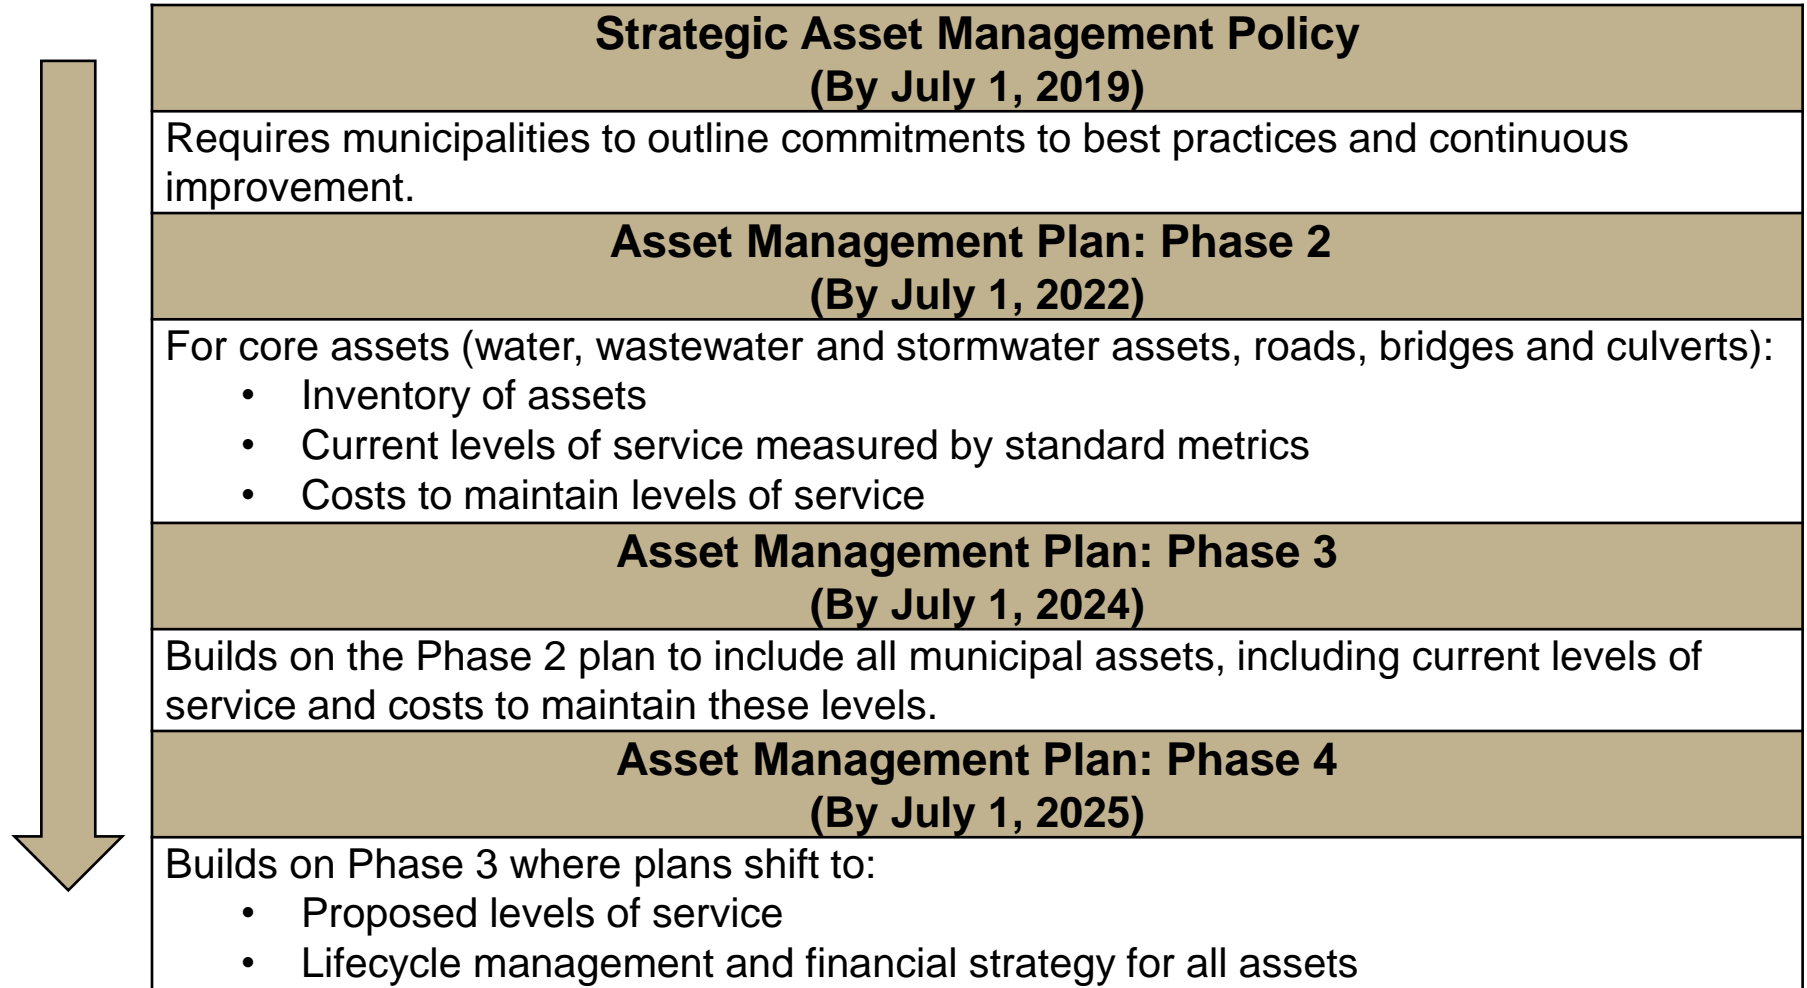 Strategic Asset Management Policy
(By July 1, 2019)
Requires municipalities to outline commitments to best practices and continuous
improvement.
Asset Management Plan: Phase 2
(By July 1, 2022)
For core assets (water, wastewater and stormwater assets, roads, bridges and culverts):
• Inventory of assets
• Current levels of service measured by standard metrics
• Costs to maintain levels of service
Asset Management Plan: Phase 3
(By July 1, 2024)
Builds on the Phase 2 plan to include all municipal assets, including current levels of
service and costs to maintain these levels.
Asset Management Plan: Phase 4
(By July 1, 2025)
Builds on Phase 3 where plans shift to:
• Proposed levels of service
• Lifecycle management and financial strategy for all assets